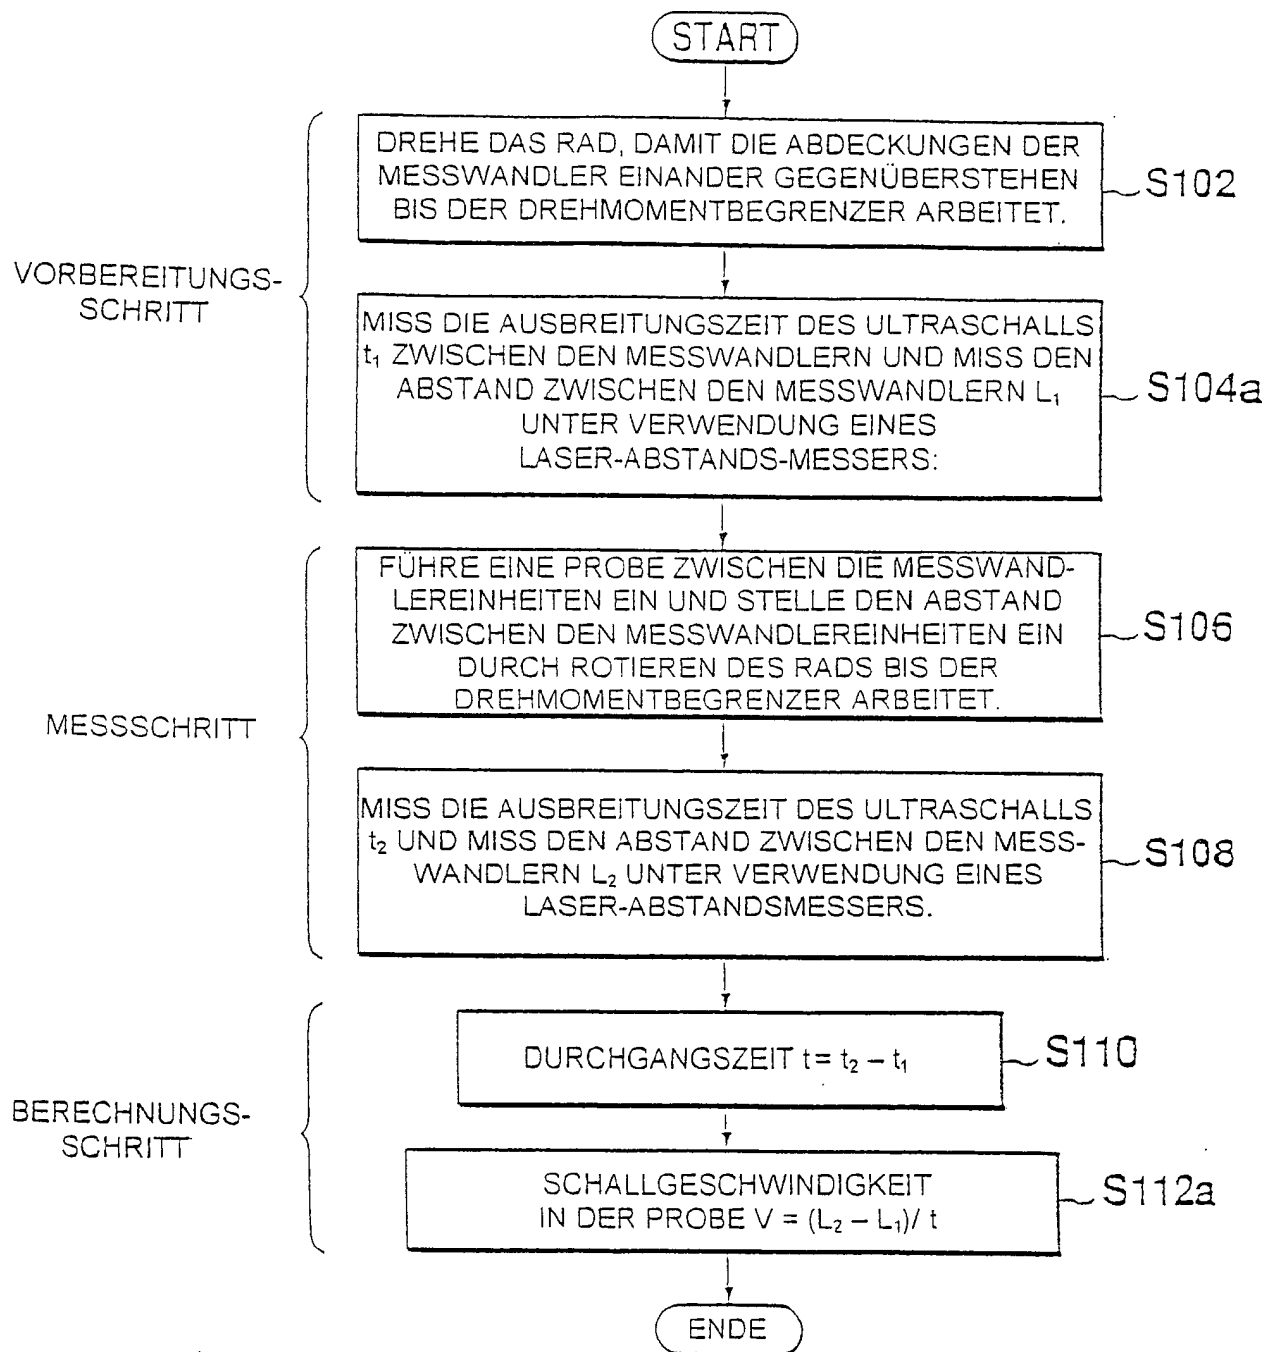 START
DREHE DAS RAD, DAMIT DIE ABDECKUNGEN DER
MESSWANDLER EINANDER GEGENÜBERSTEHEN
BIS DER DREHMOMENTBEGRENZER ARBEITET.
S102
VORBEREITUNGS-
SCHRITT
MISS DIE AUSBREITUNGSZEIT DES ULTRASCHALLS
t₁ ZWISCHEN DEN MESSWANDLERN UND MISS DEN
ABSTAND ZWISCHEN DEN MESSWANDLERN L₁
UNTER VERWENDUNG EINES
LASER-ABSTANDS-MESSERS:
S104a
FÜHRE EINE PROBE ZWISCHEN DIE MESSWAND-
LEREINHEITEN EIN UND STELLE DEN ABSTAND
ZWISCHEN DEN MESSWANDLEREINHEITEN EIN
DURCH ROTIEREN DES RADS BIS DER
DREHMOMENTBEGRENZER ARBEITET.
S106
MESSSCHRITT
MISS DIE AUSBREITUNGSZEIT DES ULTRASCHALLS
t₂ UND MISS DEN ABSTAND ZWISCHEN DEN MESS-
WANDLERN L₂ UNTER VERWENDUNG EINES
LASER-ABSTANDSMESSERS.
S108
DURCHGANGSZEIT t = t₂ – t₁
S110
BERECHNUNGS-
SCHRITT
SCHALLGESCHWINDIGKEIT
IN DER PROBE V = (L₂ – L₁)/ t
S112a
ENDE